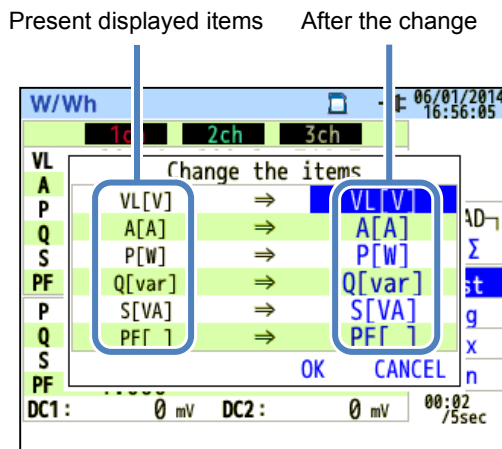 Present displayed items After the change
W/Wh 06/01/2014
16:56:05
1ch 2ch 3ch
Change the items
VL VL[V] ⇒ VL[V]
A A[A] ⇒ A[A]
P P[W] ⇒ P[W] Σ
Q Q[var] ⇒ Q[var]
S S[VA] ⇒ S[VA]
PF PF[ ] ⇒ PF[ ]
P
Q
S
PF
OK CANCEL
DC1: 0 mV DC2: 0 mV 00:02
/5sec